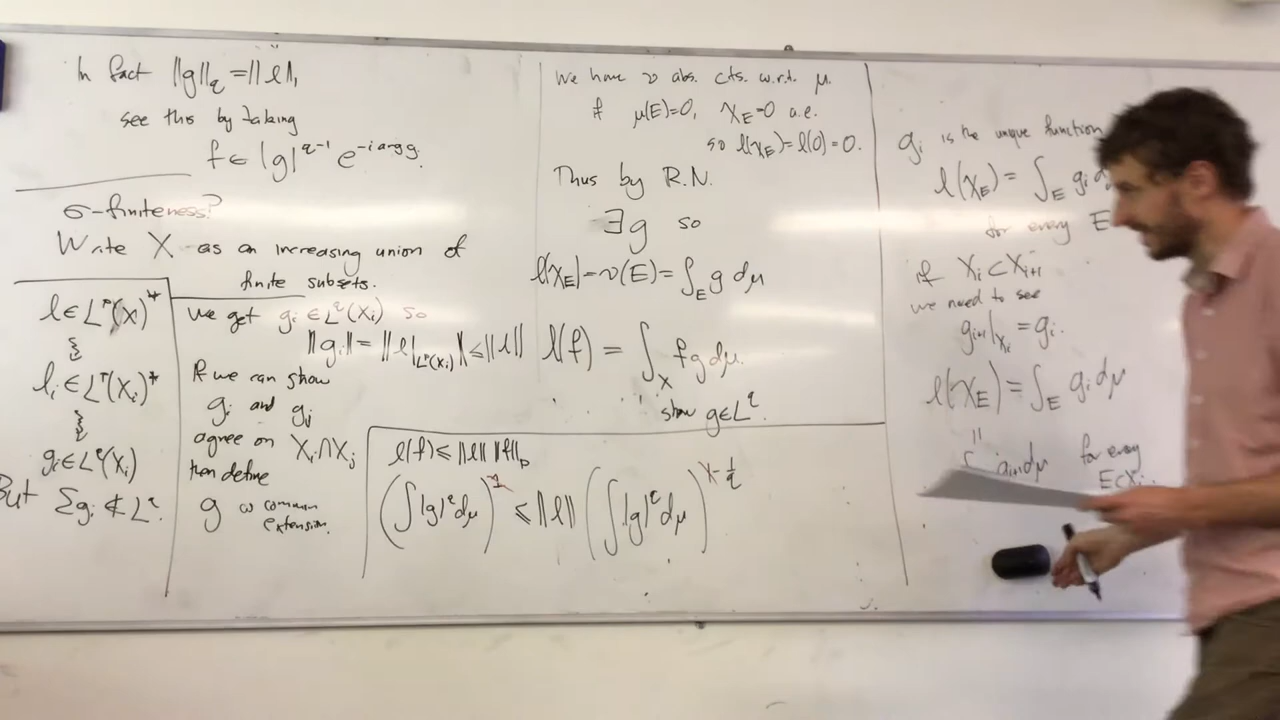 In fact ||g||_q = ||l||,
see this by taking
f ∈ |g|^{q-1} e^{-i arg g}.
σ-finiteness?
Write X as an increasing union of
finite subsets.
l ∈ L^p(X)^*
l_i ∈ L^p(X_i)^*
g_i ∈ L^q(X_i)
But Σg_i ∉ L^q.
We get g_i ∈ L^q(X_i) so
||g_i|| = ||l|_{L^p(X_i)}|| ≤ ||l||
If we can show
g_i and g_j
agree on X_i ∩ X_j
then define
g as common
extension.
We have ν abs. cts. w.r.t. μ
if μ(E)=0, χ_E=0 a.e.
so l(χ_E) = l(0) = 0.
Thus by R.N.
∃g so
l(χ_E) = ν(E) = ∫_E g dμ
l(f) = ∫_X f g dμ.
show g ∈ L^q.
l(f) ≤ ||l|| ||f||_p
(∫|g|^q dμ)^1 ≤ ||l|| (∫|g|^q dμ)^{1-1/q}
g_i is the unique function
l(χ_E) = ∫_E g_i
for every E
if X_i ⊂ X_{i+1}
we need to see
g_{i+1}|_{X_i} = g_i.
l(χ_E) = ∫_E g_i dμ
=
for every
E ⊂ X_i.